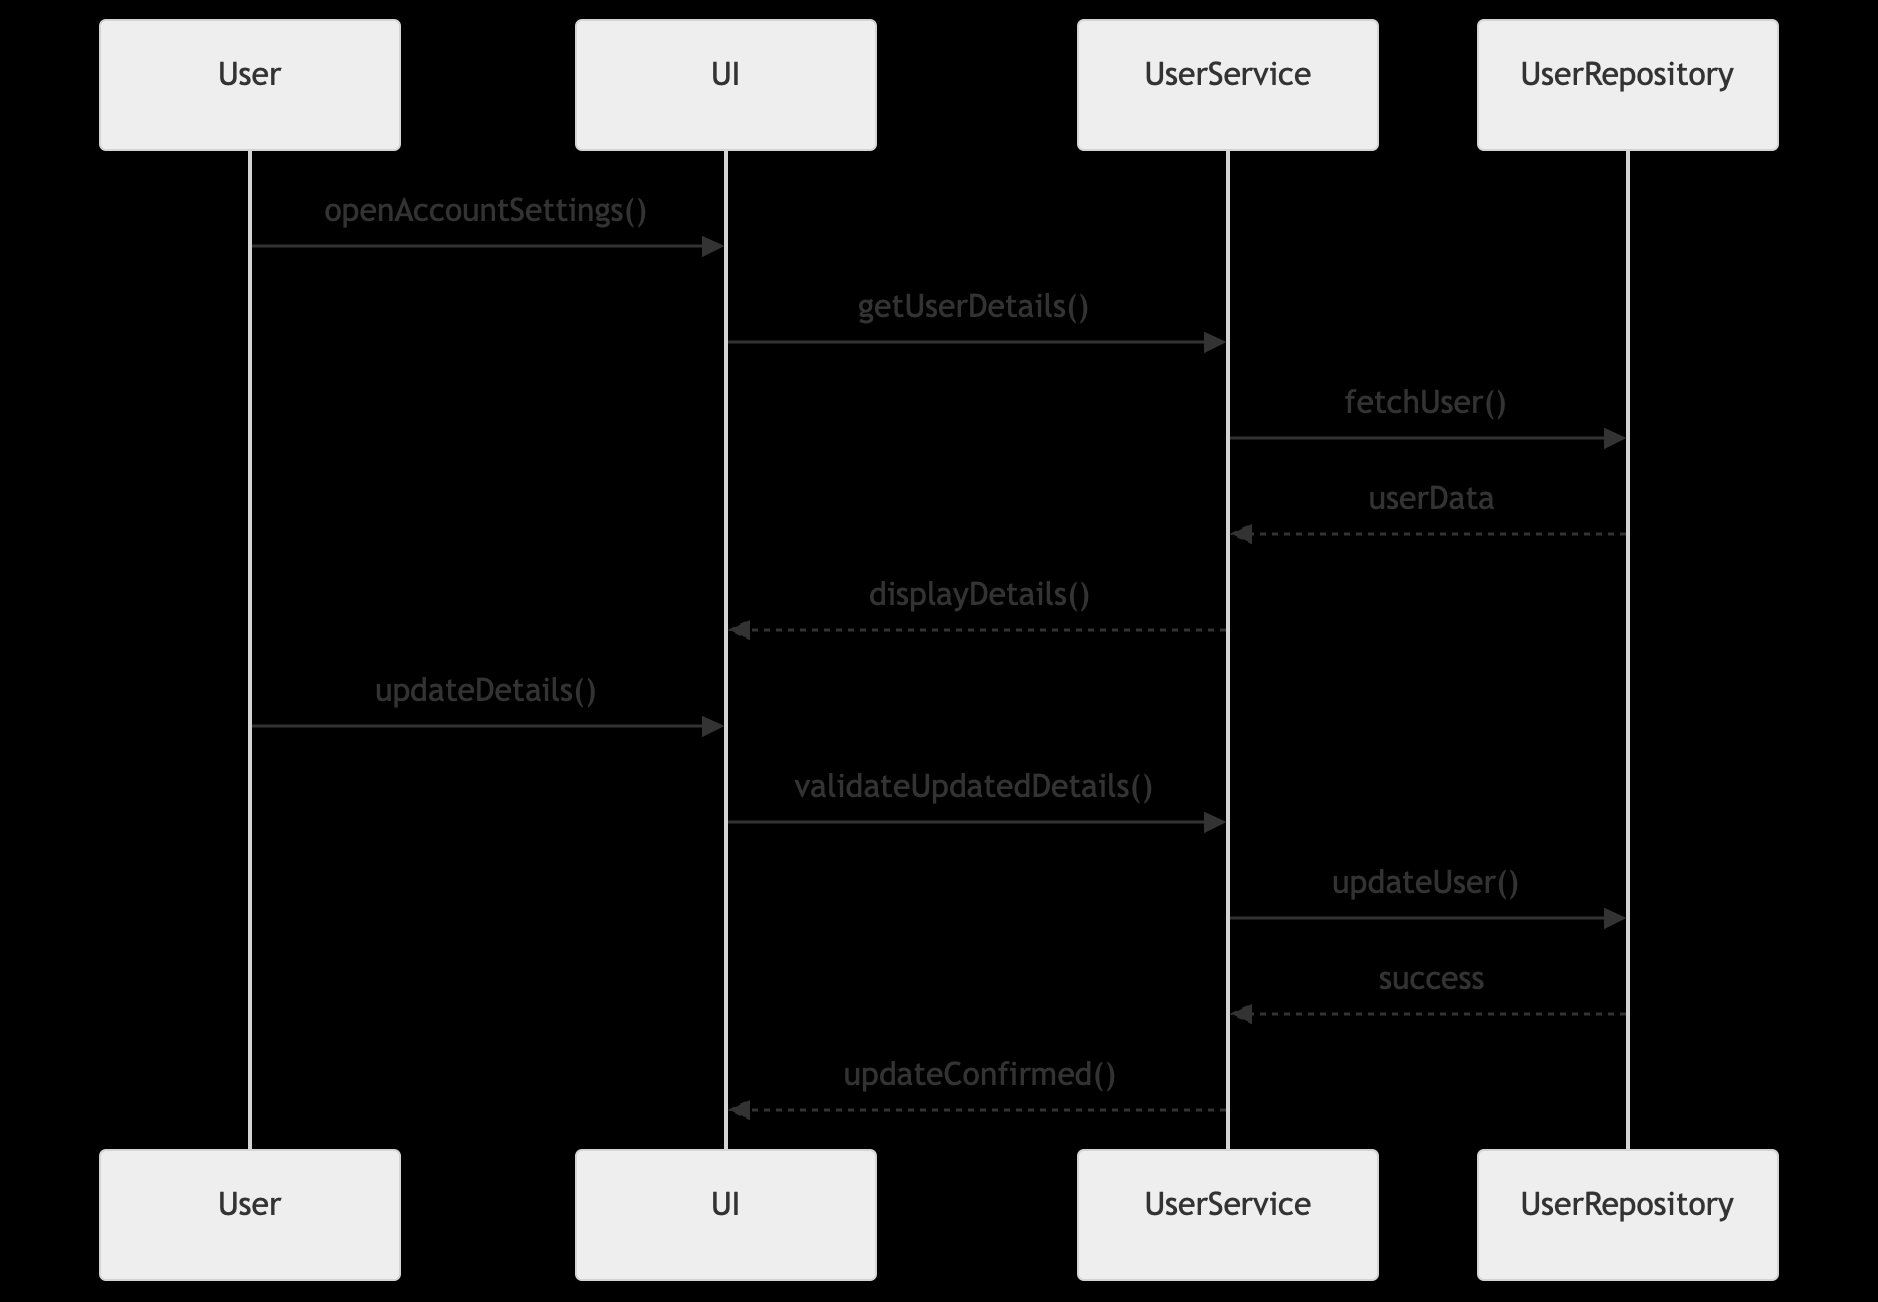 User
UI
UserService
UserRepository
openAccountSettings()
getUserDetails()
fetchUser()
userData
displayDetails()
updateDetails()
validateUpdatedDetails()
updateUser()
success
updateConfirmed()
User
UI
UserService
UserRepository